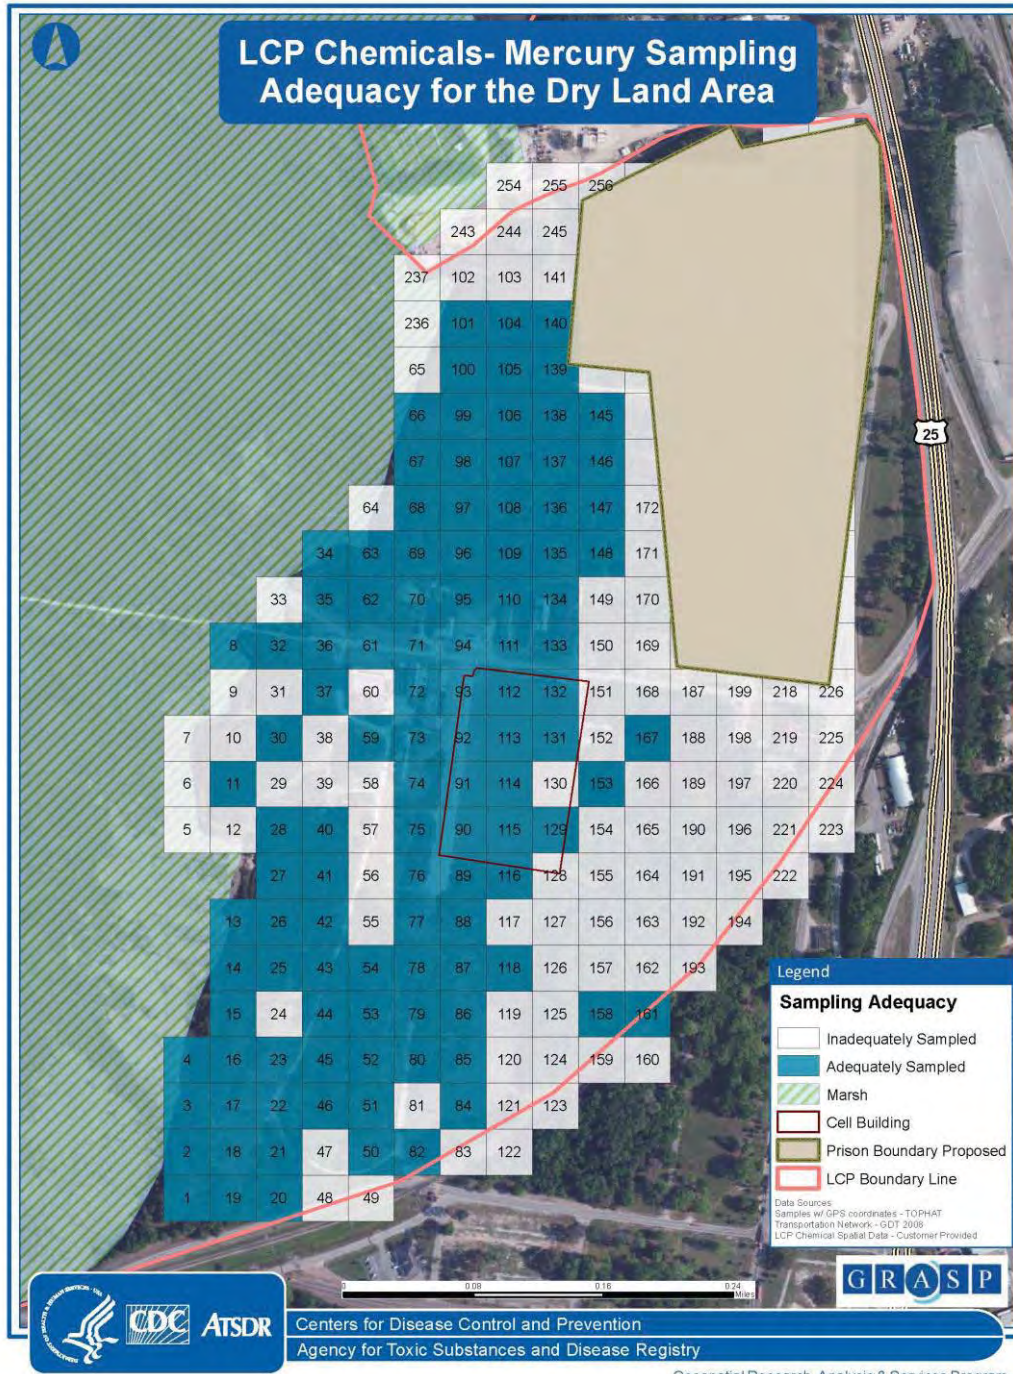 LCP Chemicals- Mercury Sampling
Adequacy for the Dry Land Area
254 255 256
243 244 245
237 102 103 141
236 101 104 140
65 100 105 139
66 99 106 138 145
67 98 107 137 146
64 68 97 108 136 147 172
34 63 69 96 109 135 148 171
33 35 62 70 95 110 134 149 170
8 32 36 61 71 94 111 133 150 169
9 31 37 60 72 93 112 132 151 168 187 199 218 226
7 10 30 38 59 73 92 113 131 152 167 188 198 219 225
6 11 29 39 58 74 91 114 130 153 166 189 197 220 224
5 12 28 40 57 75 90 115 129 154 165 190 196 221 223
27 41 56 76 89 116 128 155 164 191 195 222
13 26 42 55 77 88 117 127 156 163 192 194
14 25 43 54 78 87 118 126 157 162 193
15 24 44 53 79 86 119 125 158 161
4 16 23 45 52 80 85 120 124 159 160
3 17 22 46 51 81 84 121 123
2 18 21 47 50 82 83 122
1 19 20 48 49
25
Legend
Sampling Adequacy
Inadequately Sampled
Adequately Sampled
Marsh
Cell Building
Prison Boundary Proposed
LCP Boundary Line
Data Sources
Samples w/ GPS coordinates - TOPHAT
Transportation Network - GDT 2008
LCP Chemical Spatial Data - Customer Provided
0 0.08 0.16 0.24
Miles
GRASP
CDC ATSDR
Centers for Disease Control and Prevention
Agency for Toxic Substances and Disease Registry